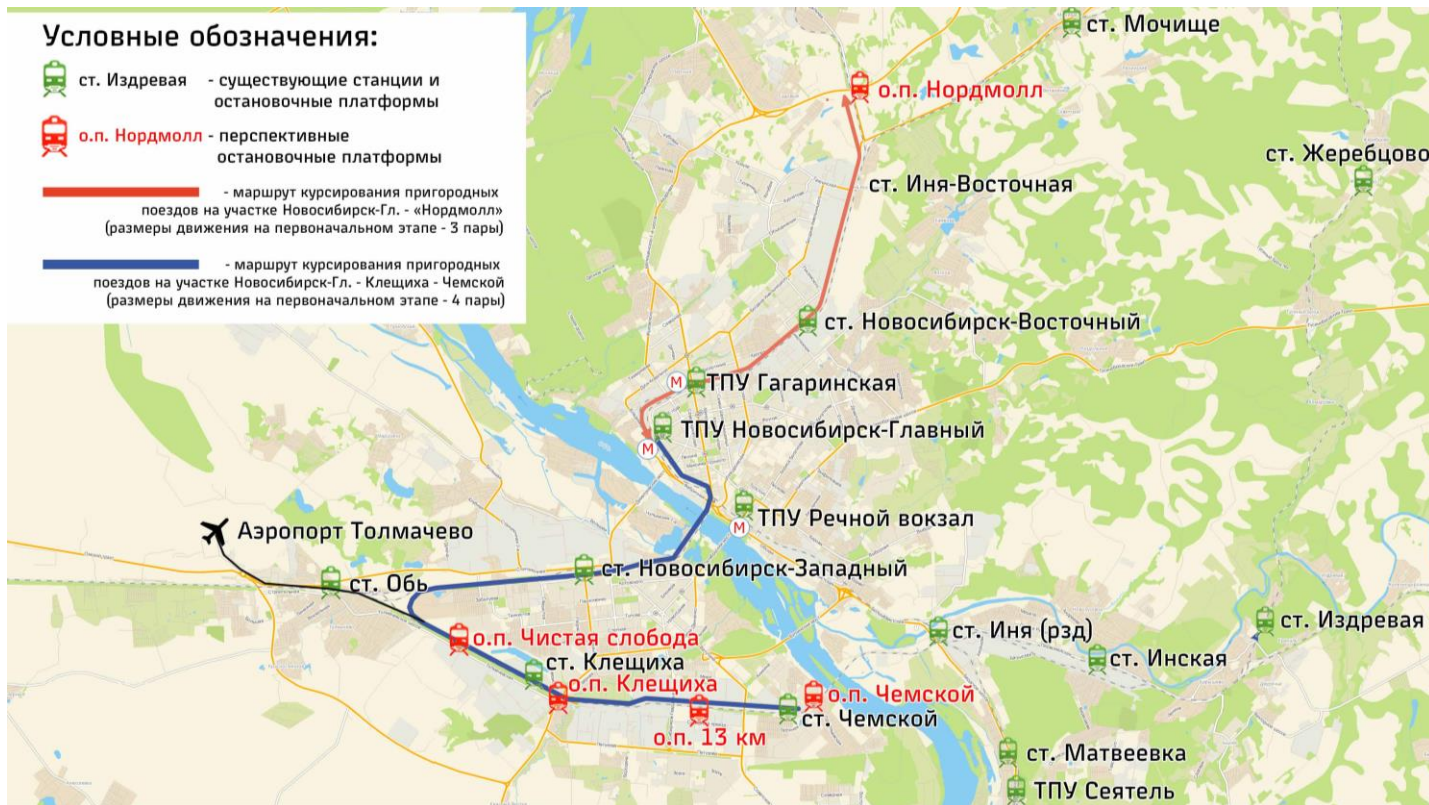 Условные обозначения:
ст. Издревая - существующие станции и
остановочные платформы
о.п. Нордмолл - перспективные
остановочные платформы
- маршрут курсирования пригородных
поездов на участке Новосибирск-Гл. - «Нордмолл»
(размеры движения на первоначальном этапе - 3 пары)
- маршрут курсирования пригородных
поездов на участке Новосибирск-Гл. - Клещиха - Чемской
(размеры движения на первоначальном этапе - 4 пары)
ст. Мочище
о.п. Нордмолл
ст. Жеребцово
ст. Иня-Восточная
ст. Новосибирск-Восточный
М
ТПУ Гагаринская
ТПУ Новосибирск-Главный
М
ТПУ Речной вокзал
М
Аэропорт Толмачево
ст. Обь
ст. Новосибирск-Западный
ст. Издревая
ст. Иня (рзд)
о.п. Чистая слобода
ст. Инская
ст. Клещиха
о.п. Клещиха
о.п. Чемской
ст. Чемской
о.п. 13 км
ст. Матвеевка
ТПУ Сеятель